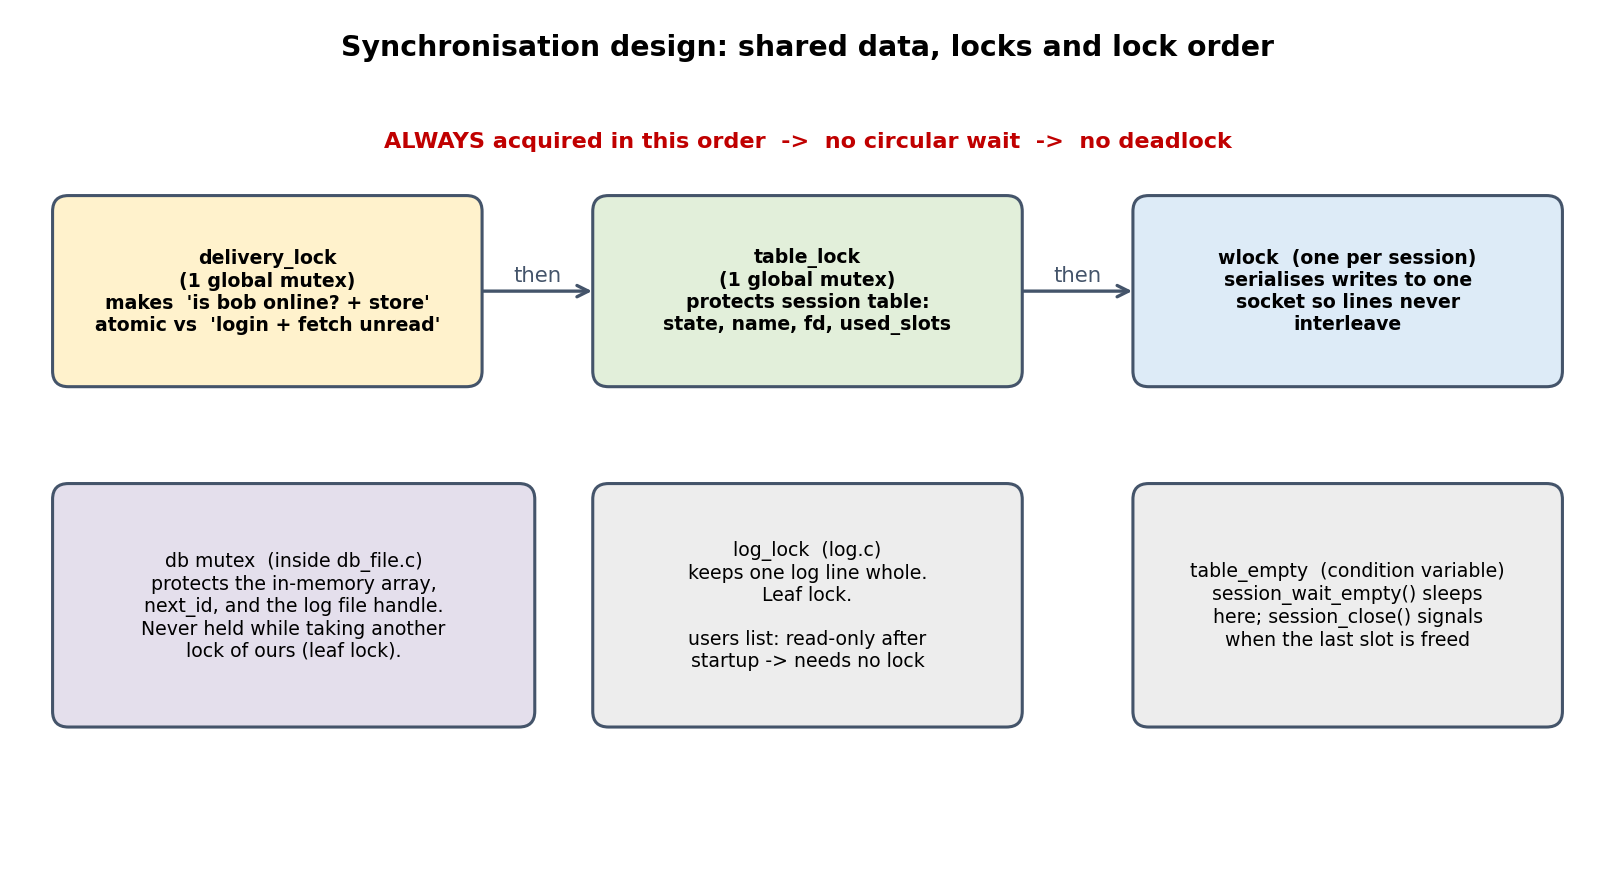 Synchronisation design: shared data, locks and lock order
ALWAYS acquired in this order  ->  no circular wait  ->  no deadlock
delivery_lock
(1 global mutex)
makes  'is bob online? + store'
atomic vs  'login + fetch unread'
then
table_lock
(1 global mutex)
protects session table:
state, name, fd, used_slots
then
wlock  (one per session)
serialises writes to one
socket so lines never
interleave
db mutex  (inside db_file.c)
protects the in-memory array,
next_id, and the log file handle.
Never held while taking another
lock of ours (leaf lock).
log_lock  (log.c)
keeps one log line whole.
Leaf lock.
users list: read-only after
startup -> needs no lock
table_empty  (condition variable)
session_wait_empty() sleeps
here; session_close() signals
when the last slot is freed